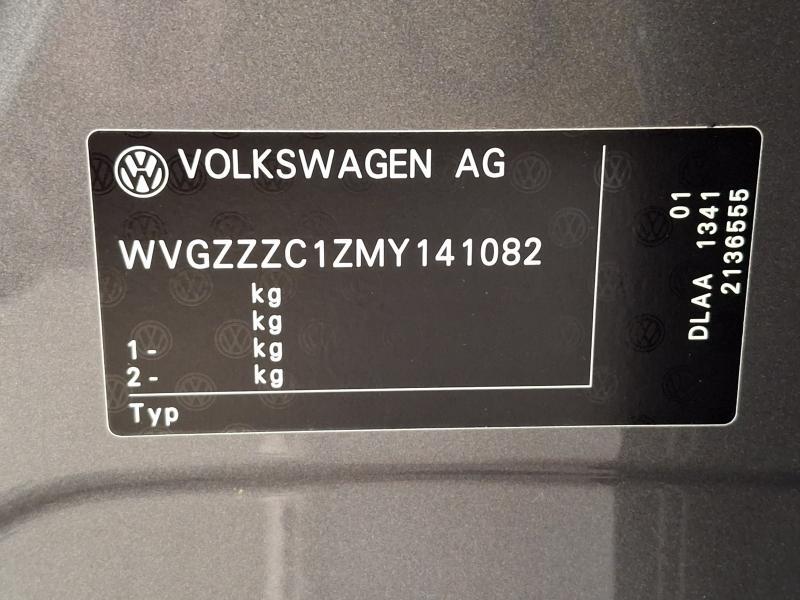 VOLKSWAGEN AG
WVGZZZC1ZMY141082
kg
kg
1- kg
2- kg
Typ
01
DLAA 1341
2136555